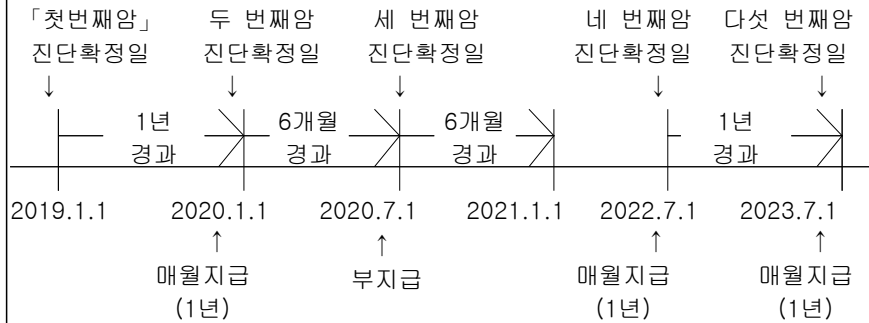 「첫번째암」 두 번째암 세 번째암 네 번째암 다섯 번째암
진단확정일 진단확정일 진단확정일 진단확정일 진단확정일
↓ ↓ ↓ ↓ ↓
1년 6개월 6개월 1년
경과 경과 경과 경과
2019.1.1 2020.1.1 2020.7.1 2021.1.1 2022.7.1 2023.7.1
↑ ↑ ↑ ↑
매월지급 부지급 매월지급 매월지급
(1년) (1년) (1년)